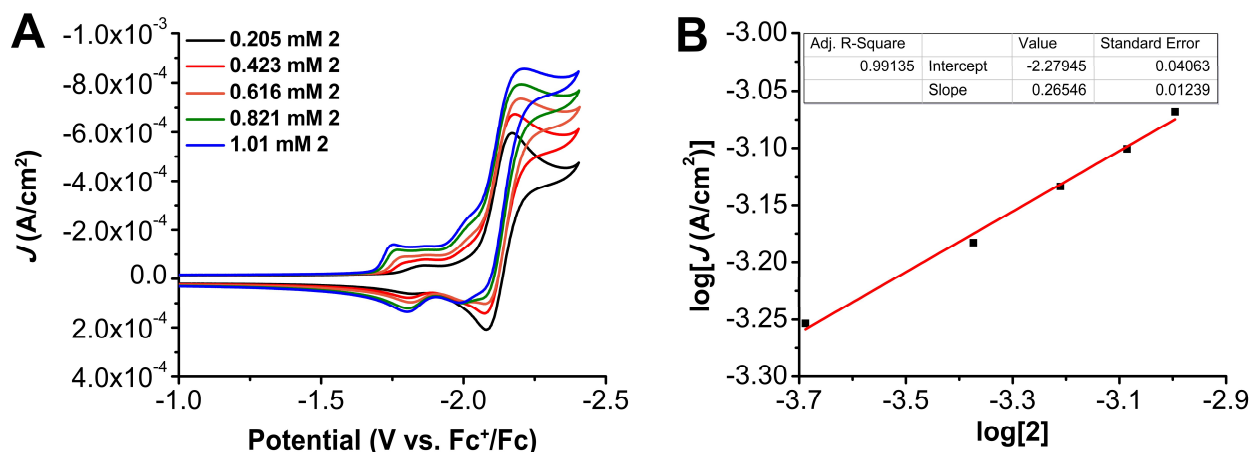 A
-1.0x10⁻³
-8.0x10⁻⁴
-6.0x10⁻⁴
-4.0x10⁻⁴
-2.0x10⁻⁴
0.0
2.0x10⁻⁴
4.0x10⁻⁴
J (A/cm²)
0.205 mM 2
0.423 mM 2
0.616 mM 2
0.821 mM 2
1.01 mM 2
-1.0 -1.5 -2.0 -2.5
Potential (V vs. Fc⁺/Fc)
B
-3.00
-3.05
-3.10
-3.15
-3.20
-3.25
-3.30
log[J (A/cm²)]
Adj. R-Square Value Standard Error
0.99135 Intercept -2.27945 0.04063
Slope 0.26546 0.01239
-3.7 -3.5 -3.3 -3.1 -2.9
log[2]